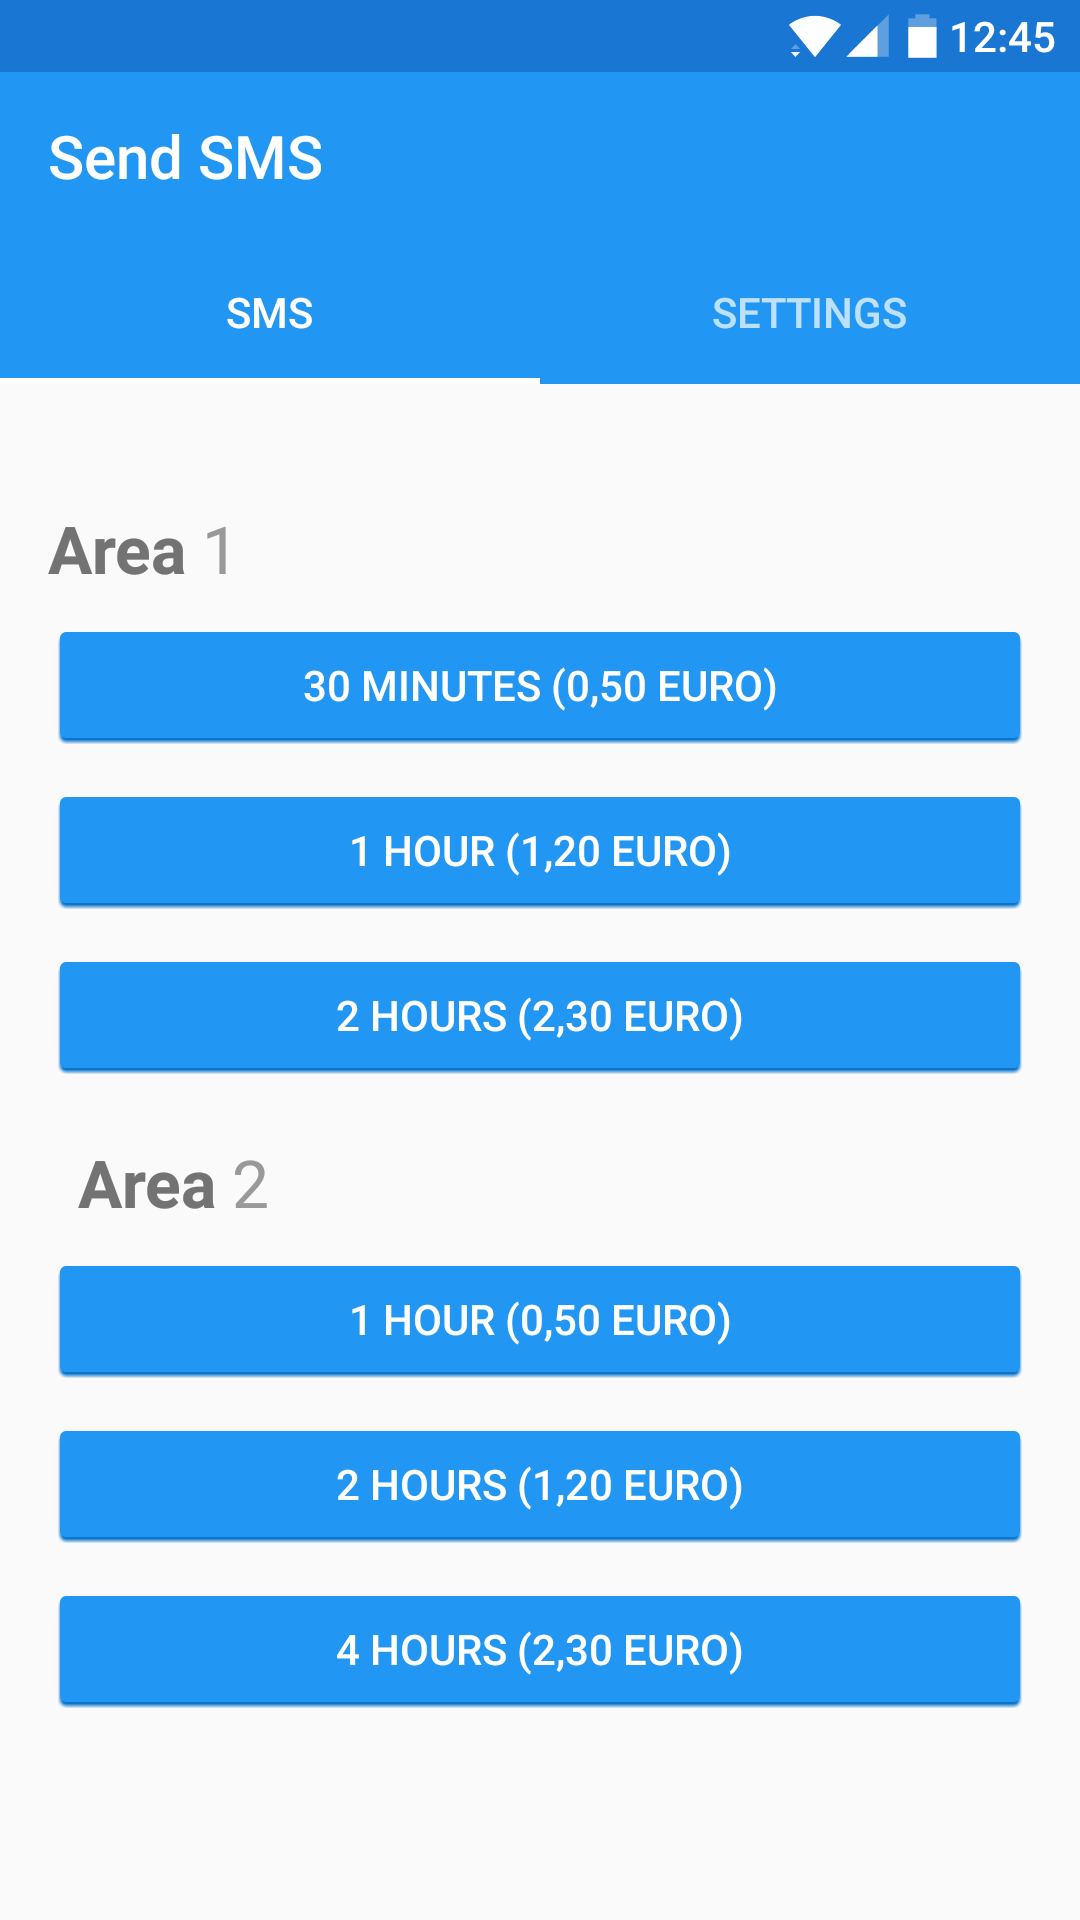 12:45
Send SMS
SMS SETTINGS
Area 1
30 MINUTES (0,50 EURO)
1 HOUR (1,20 EURO)
2 HOURS (2,30 EURO)
Area 2
1 HOUR (0,50 EURO)
2 HOURS (1,20 EURO)
4 HOURS (2,30 EURO)